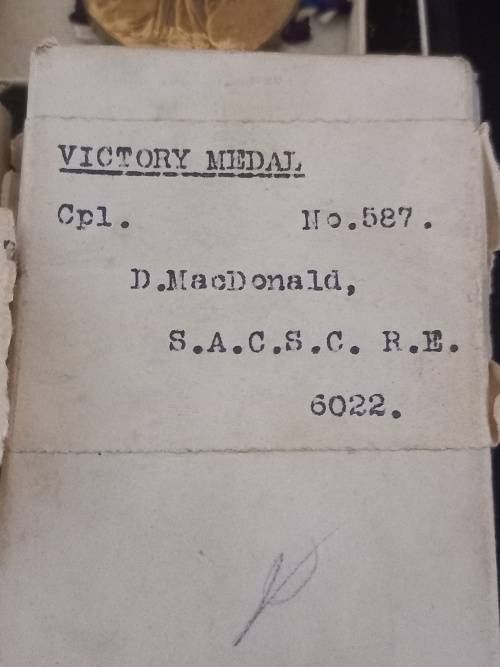 VICTORY MEDAL
Cpl. No.587.
D.MacDonald,
S.A.C.S.C. R.E.
6022.